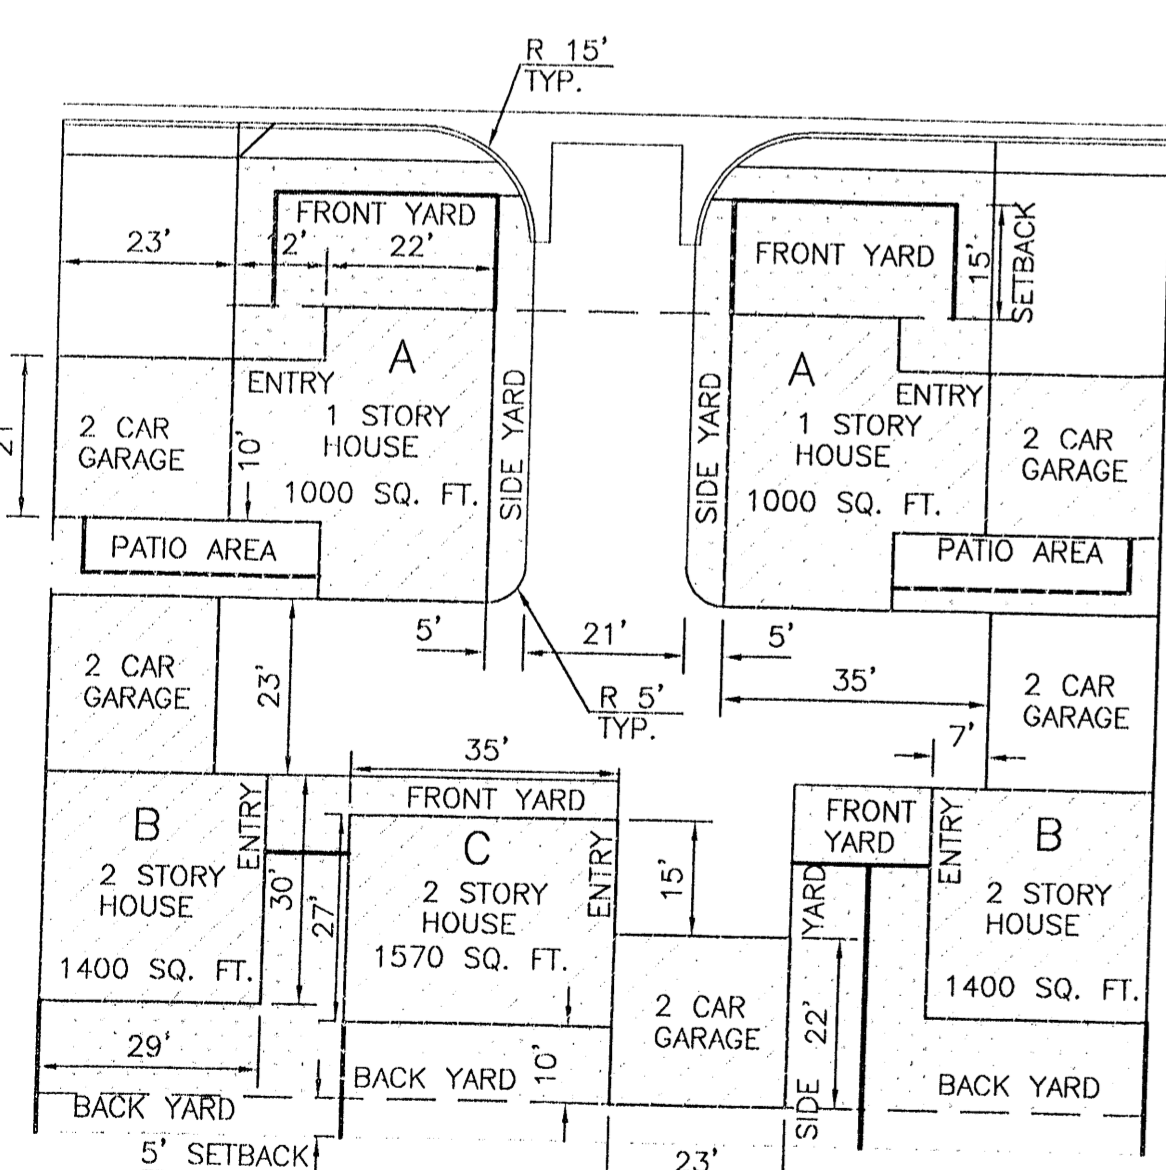 R 15'
TYP.
FRONT YARD
23'
2'
22'
FRONT YARD
15'
SETBACK
A
ENTRY
1 STORY
HOUSE
1000 SQ. FT.
2 CAR
GARAGE
21'
10'
SIDE YARD
SIDE YARD
A
ENTRY
1 STORY
HOUSE
1000 SQ. FT.
2 CAR
GARAGE
PATIO AREA
PATIO AREA
5'
21'
5'
2 CAR
GARAGE
23'
R 5'
TYP.
35'
2 CAR
GARAGE
7'
35'
FRONT YARD
FRONT
YARD
B
ENTRY
2 STORY
HOUSE
1400 SQ. FT.
30'
27'
C
ENTRY
2 STORY
HOUSE
1570 SQ. FT.
15'
SIDE YARD
ENTRY
B
2 STORY
HOUSE
1400 SQ. FT.
2 CAR
GARAGE
22'
29'
BACK YARD
10'
BACK YARD
BACK YARD
5' SETBACK
23'